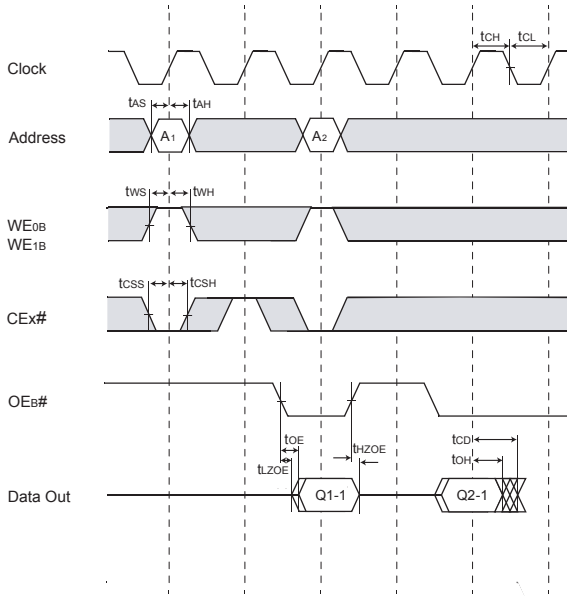 tCH tCL
Clock
tAS tAH
Address A1 A2
tWS tWH
WE0B
WE1B
tCSS tCSH
CEx#
OEB#
tOE tHZOE tCD
tLZOE tOH
Data Out Q1-1 Q2-1